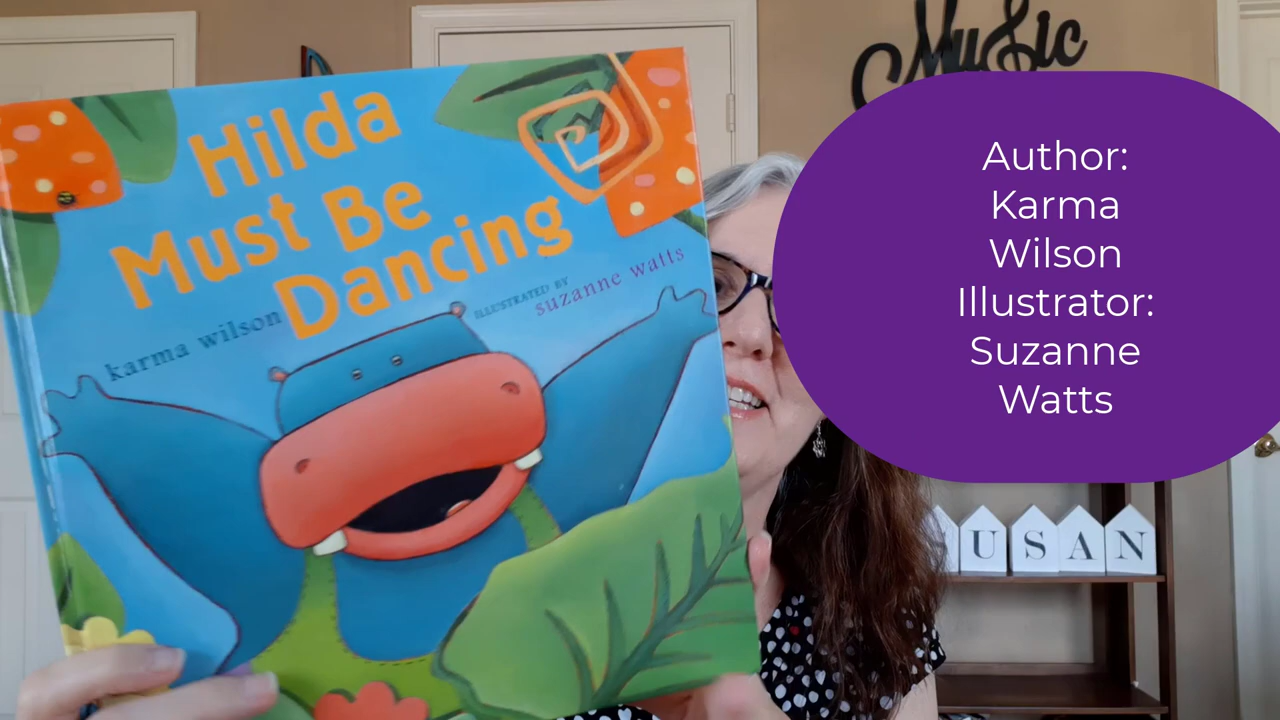 Music
Hilda
Must Be
Dancing
karma wilson
ILLUSTRATED BY
suzanne watts
Author:
Karma
Wilson
Illustrator:
Suzanne
Watts
USAN